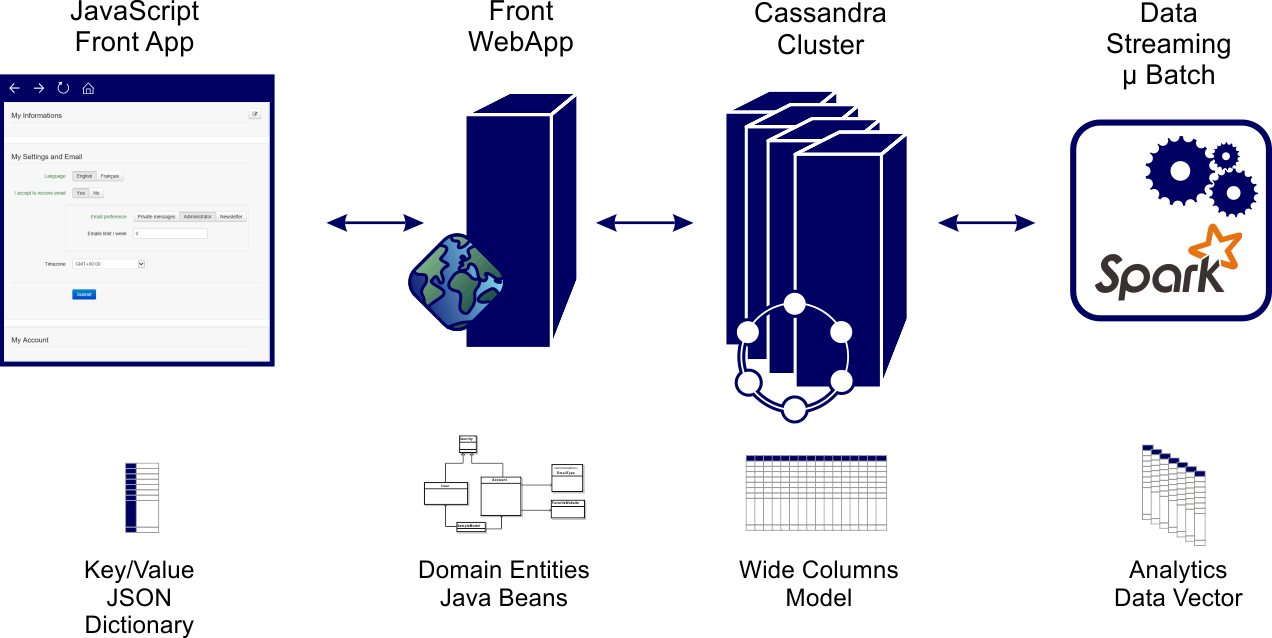 JavaScript
Front App
Front
WebApp
Cassandra
Cluster
Data
Streaming
µ Batch
My Informations
My Settings and Email
Language
English
Français
I accept to receive email
Yes
No
Email preference
Private messages
Administrator
Newsletter
Emails limit / week
Timezone
GMT+00:00
Submit
My Account
Spark
Identity
User
Account
EmailType
FavoriteWebsite
SampleModel
Key/Value
JSON
Dictionary
Domain Entities
Java Beans
Wide Columns
Model
Analytics
Data Vector